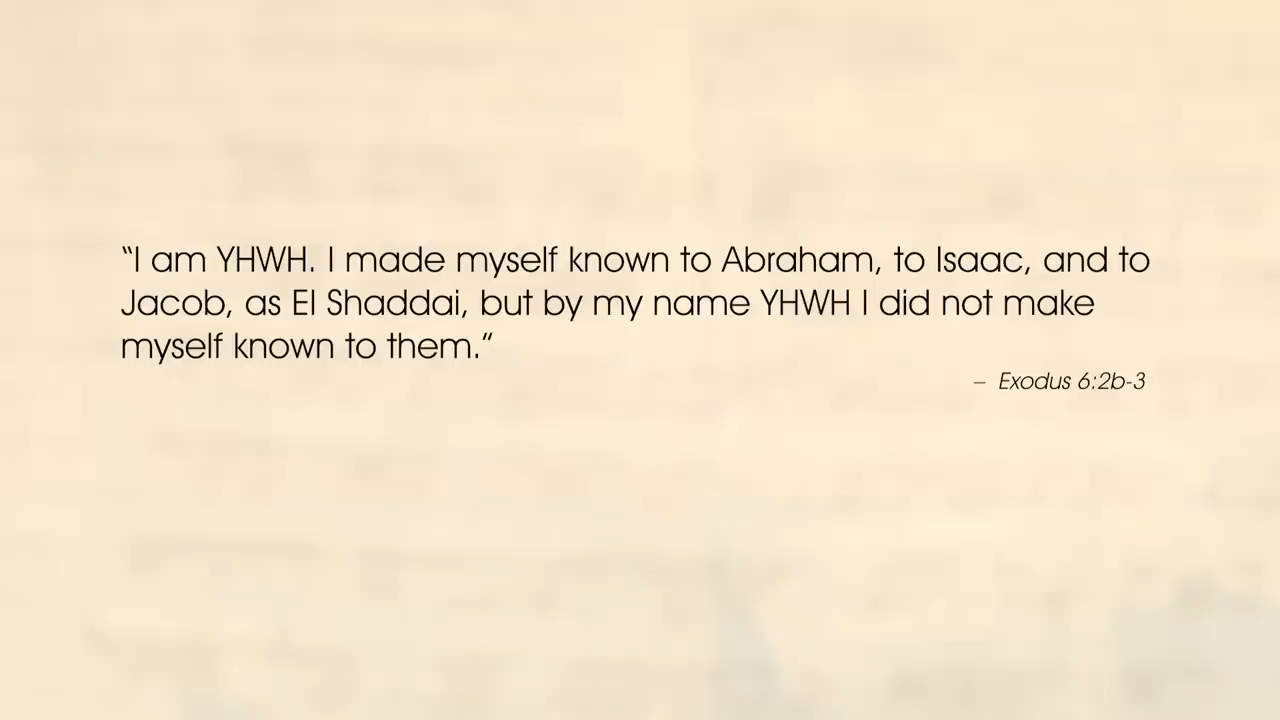 “I am YHWH. I made myself known to Abraham, to Isaac, and to
Jacob, as El Shaddai, but by my name YHWH I did not make
myself known to them.”
– Exodus 6:2b-3